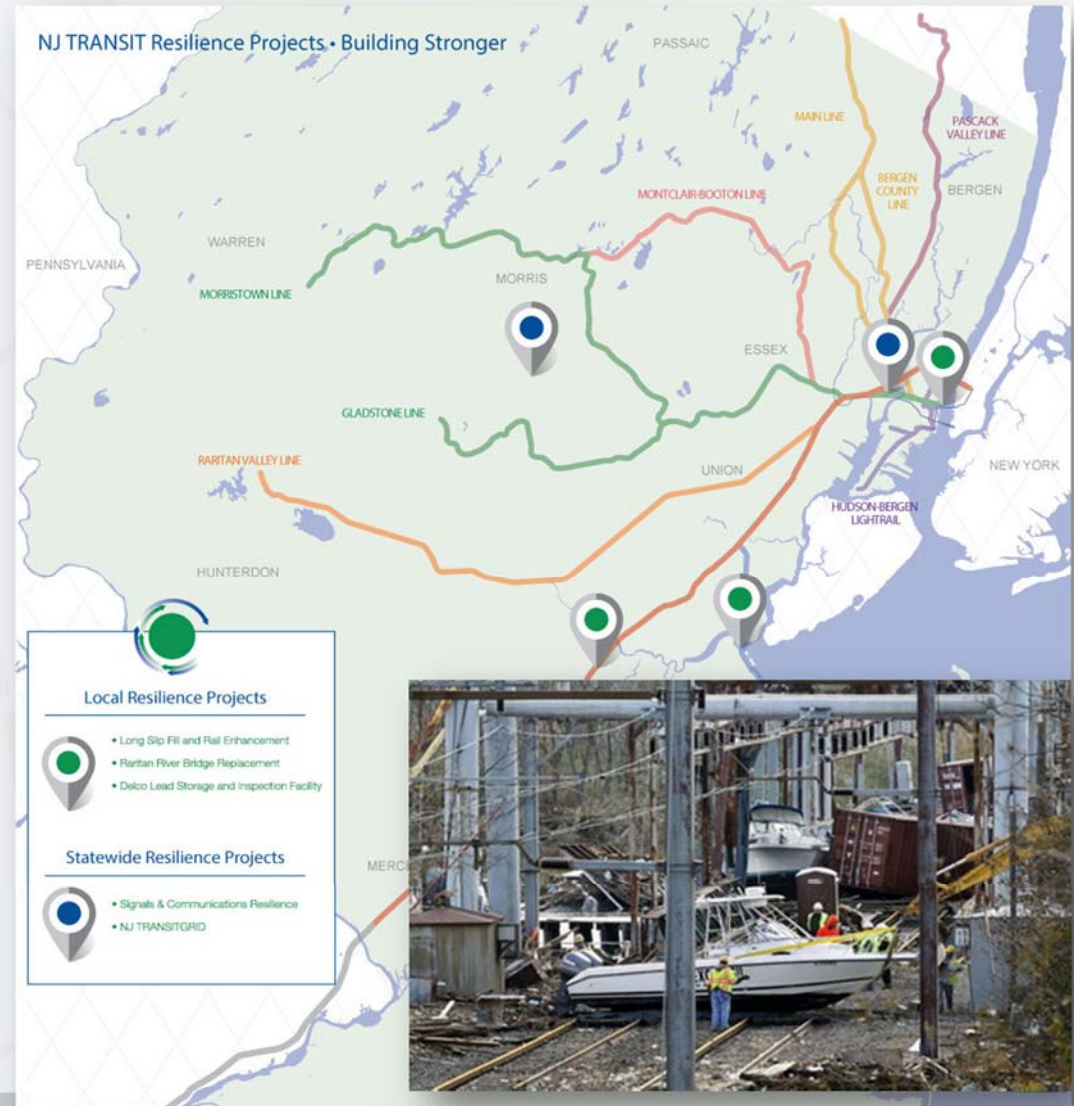 NJ TRANSIT Resilience Projects • Building Stronger
PASSAIC
MAIN LINE
PASCACK
VALLEY LINE
BERGEN
COUNTY
LINE
BERGEN
MONTCLAIR-BOOTON LINE
WARREN
PENNSYLVANIA
MORRIS
MORRISTOWN LINE
ESSEX
GLADSTONE LINE
RARITAN VALLEY LINE
UNION
NEW YORK
HUDSON-BERGEN
LIGHTRAIL
HUNTERDON
Local Resilience Projects
• Long Slip Fill and Rail Enhancement
• Raritan River Bridge Replacement
• Delco Lead Storage and Inspection Facility
Statewide Resilience Projects
• Signals & Communications Resilience
• NJ TRANSITGRID
MERC